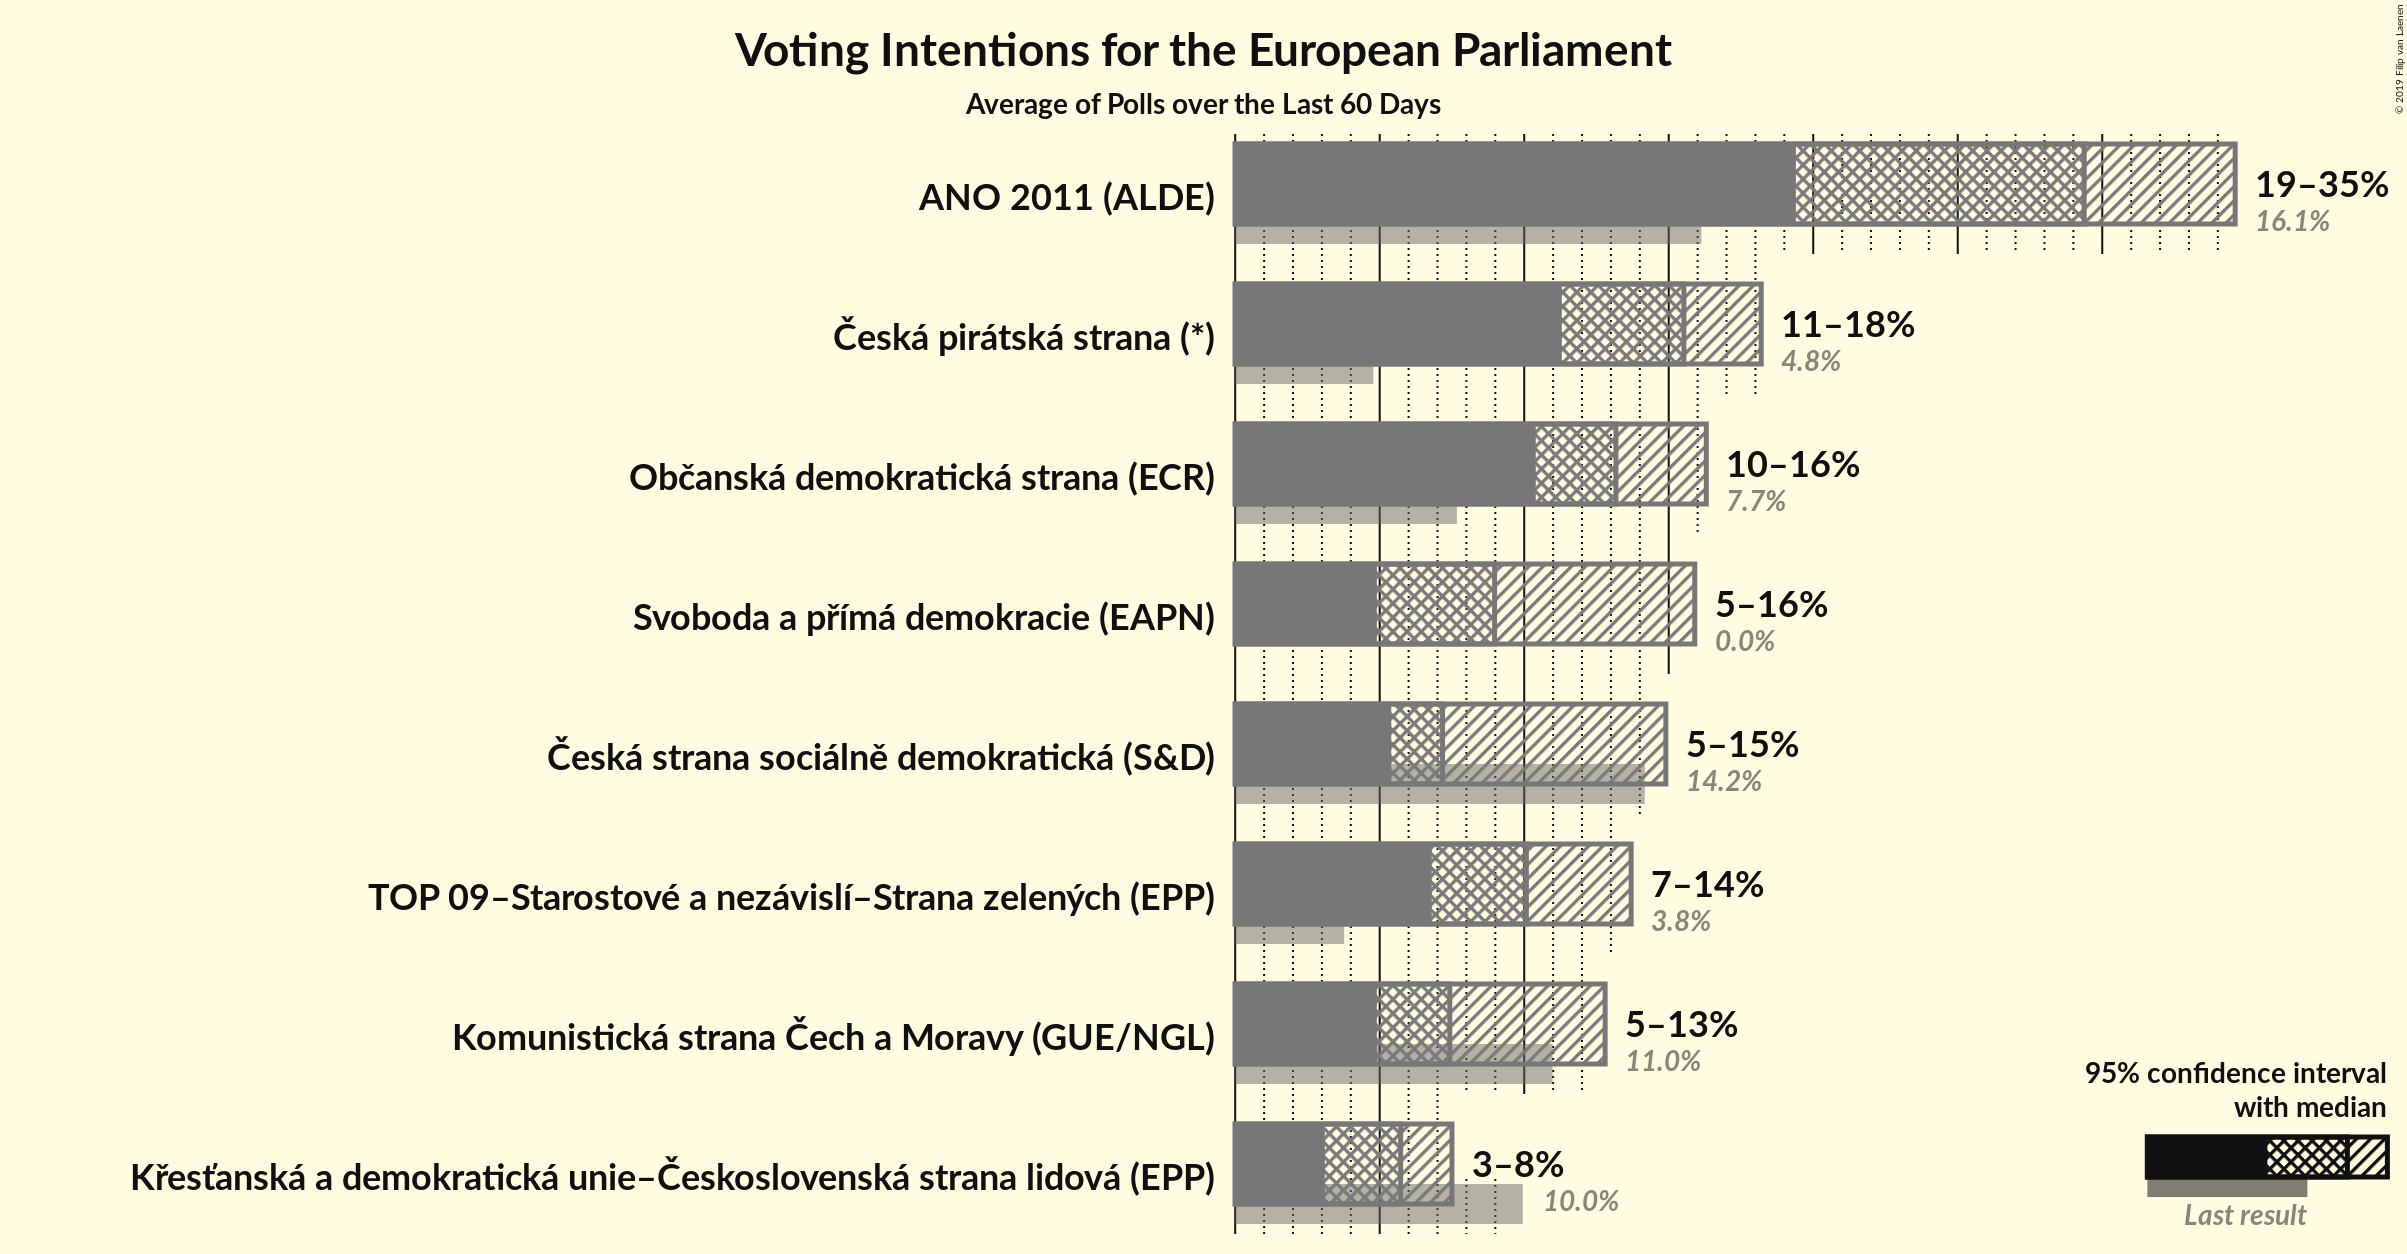 Voting Intentions for the European Parliament
Average of Polls over the Last 60 Days
© 2019 Filip van Laenen
ANO 2011 (ALDE)
19–35%
16.1%
Česká pirátská strana (*)
11–18%
4.8%
Občanská demokratická strana (ECR)
10–16%
7.7%
Svoboda a přímá demokracie (EAPN)
5–16%
0.0%
Česká strana sociálně demokratická (S&D)
5–15%
14.2%
TOP 09–Starostové a nezávislí–Strana zelených (EPP)
7–14%
3.8%
Komunistická strana Čech a Moravy (GUE/NGL)
5–13%
11.0%
Křesťanská a demokratická unie–Československá strana lidová (EPP)
3–8%
10.0%
95% confidence interval
with median
Last result